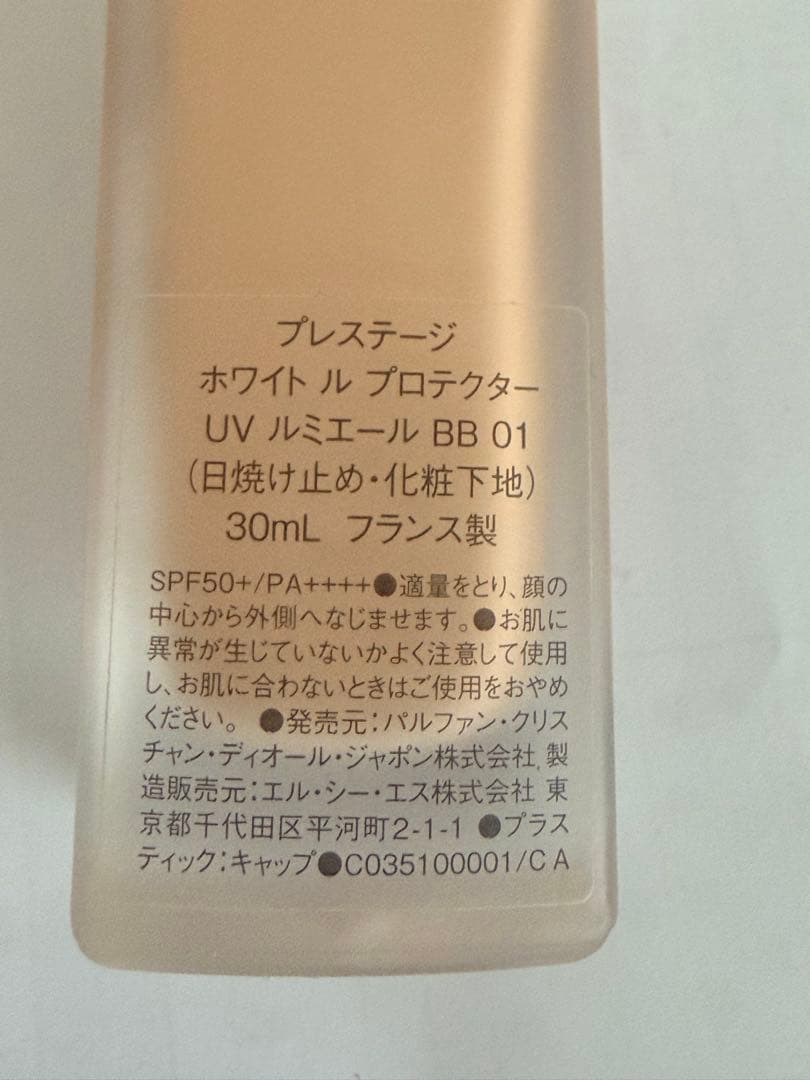 プレステージ
ホワイト ル プロテクター
UV ルミエール BB 01
(日焼け止め・化粧下地)
30mL フランス製
SPF50+/PA++++●適量をとり、顔の
中心から外側へなじませます。●お肌に
異常が生じていないかよく注意して使用
し、お肌に合わないときはご使用をおやめ
ください。 ●発売元:パルファン・クリス
チャン・ディオール・ジャポン株式会社 製
造販売元:エル・シー・エス株式会社 東
京都千代田区平河町2-1-1 ●プラス
ティック:キャップ●C035100001/CA